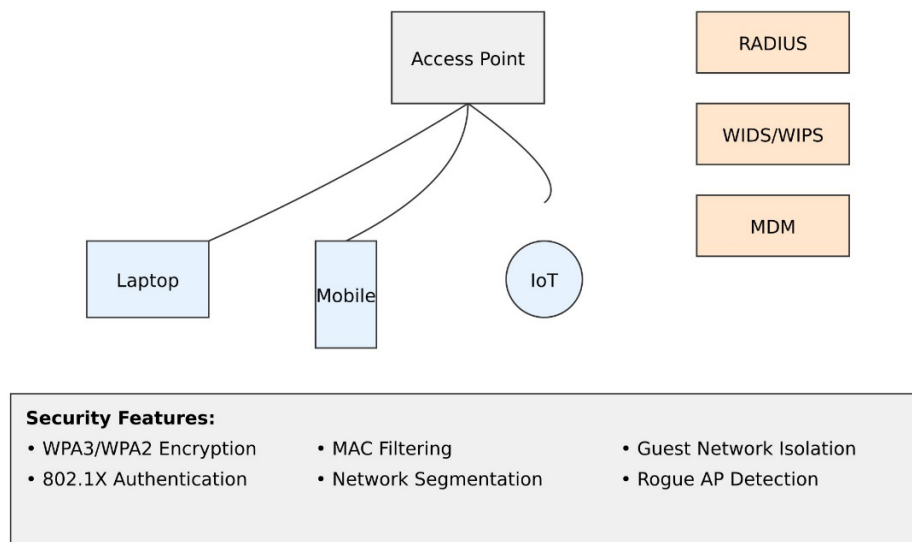 Access Point
RADIUS
WIDS/WIPS
MDM
Laptop
Mobile
IoT
Security Features:
• WPA3/WPA2 Encryption
• MAC Filtering
• Guest Network Isolation
• 802.1X Authentication
• Network Segmentation
• Rogue AP Detection